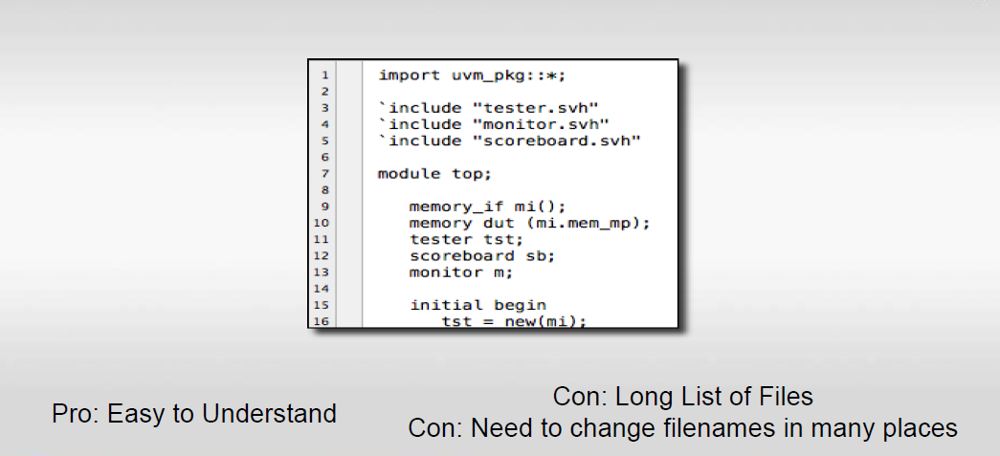 1 import uvm_pkg::*;
2
3 `include "tester.svh"
4 `include "monitor.svh"
5 `include "scoreboard.svh"
6
7 module top;
8
9 memory_if mi();
10 memory dut (mi.mem_mp);
11 tester tst;
12 scoreboard sb;
13 monitor m;
14
15 initial begin
16 tst = new(mi);
Pro: Easy to Understand
Con: Long List of Files
Con: Need to change filenames in many places